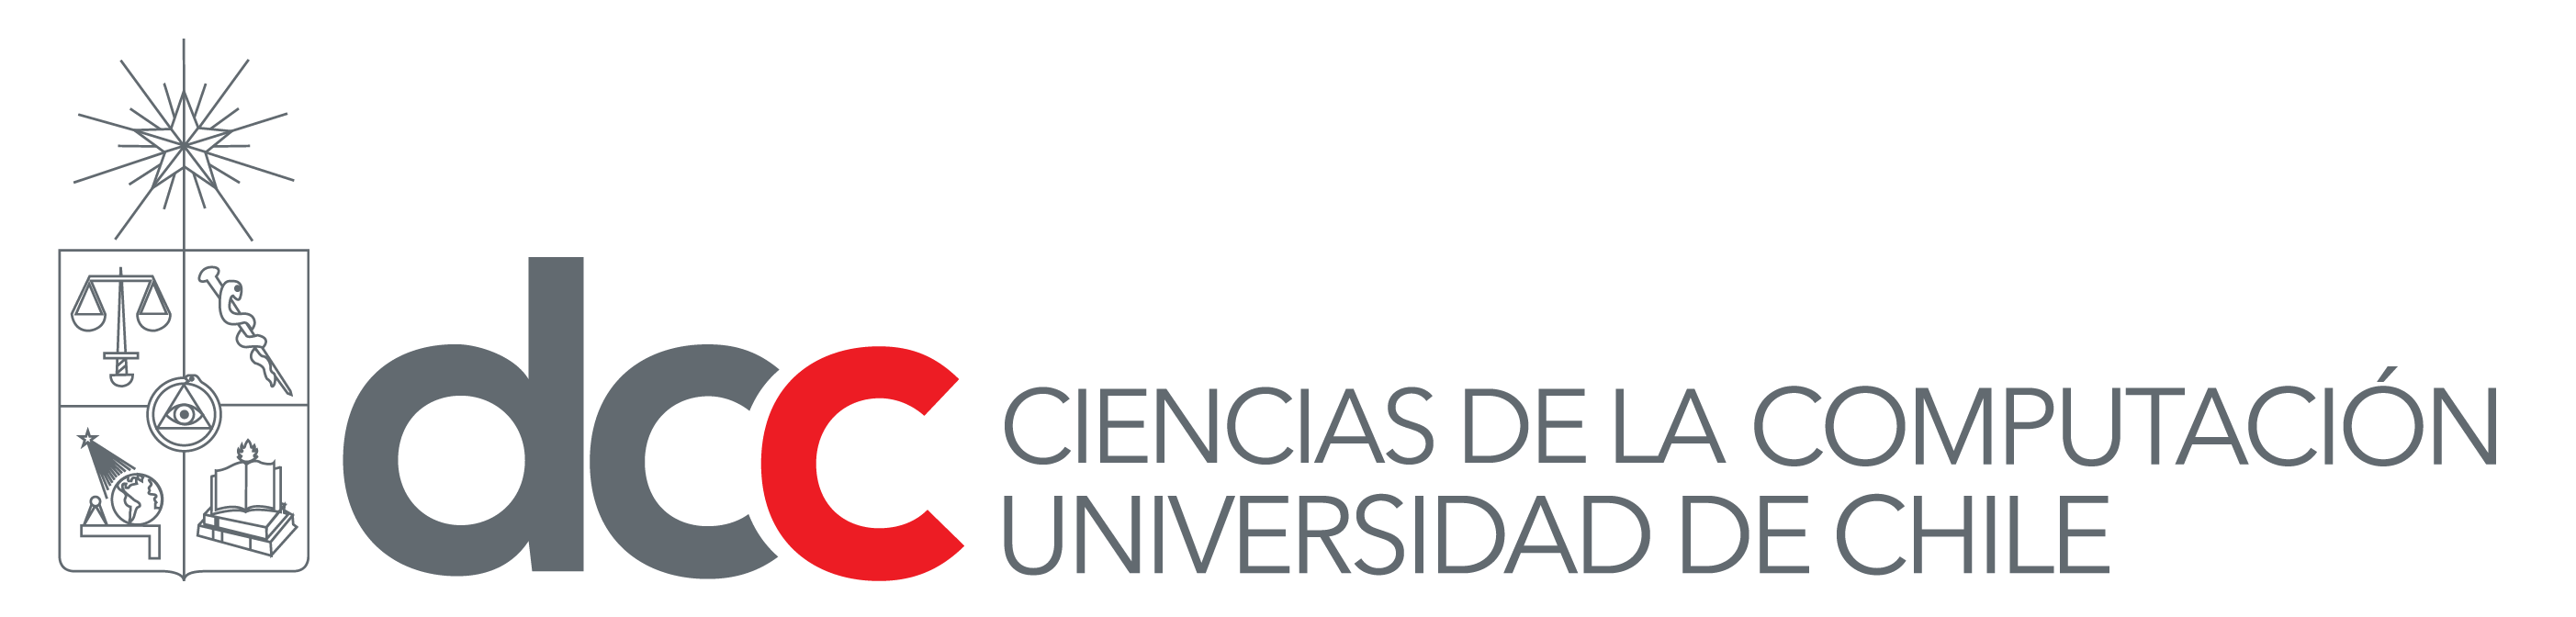 dcc
CIENCIAS DE LA COMPUTACIÓN
UNIVERSIDAD DE CHILE